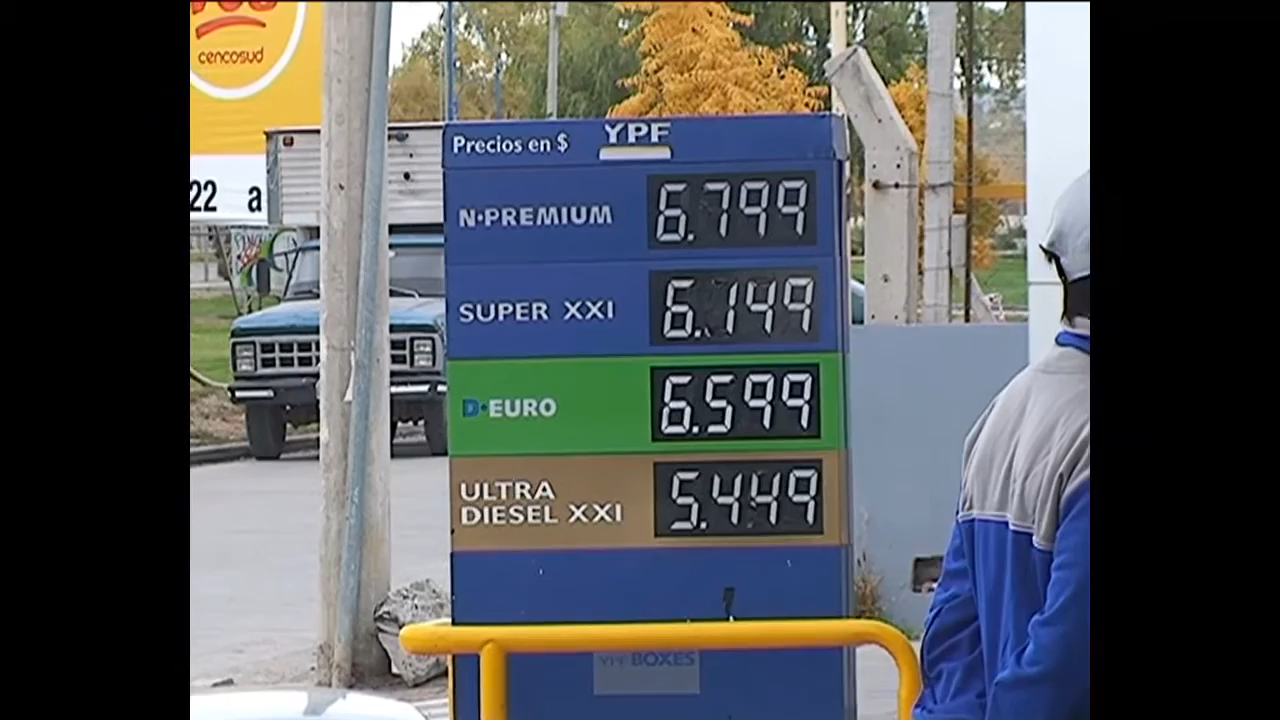 cencosud
22 a
Precios en $
YPF
N·PREMIUM
6.799
SUPER XXI
6.149
D·EURO
6.599
ULTRA
DIESEL XXI
5.449
YPF BOXES